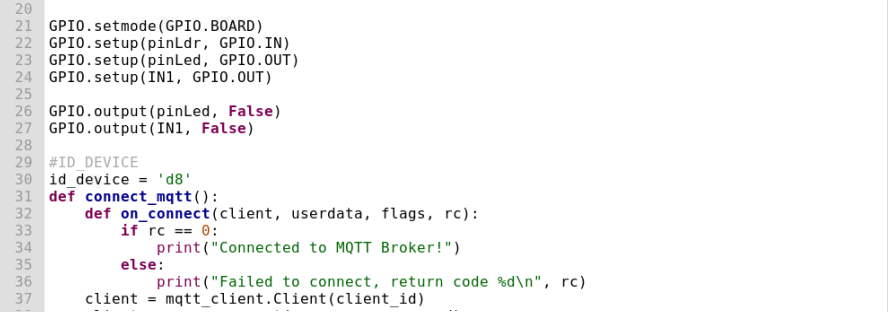 20
21 GPIO.setmode(GPIO.BOARD)
22 GPIO.setup(pinLdr, GPIO.IN)
23 GPIO.setup(pinLed, GPIO.OUT)
24 GPIO.setup(IN1, GPIO.OUT)
25
26 GPIO.output(pinLed, False)
27 GPIO.output(IN1, False)
28
29 #ID_DEVICE
30 id_device = 'd8'
31 def connect_mqtt():
32     def on_connect(client, userdata, flags, rc):
33         if rc == 0:
34             print("Connected to MQTT Broker!")
35         else:
36             print("Failed to connect, return code %d\n", rc)
37     client = mqtt_client.Client(client_id)